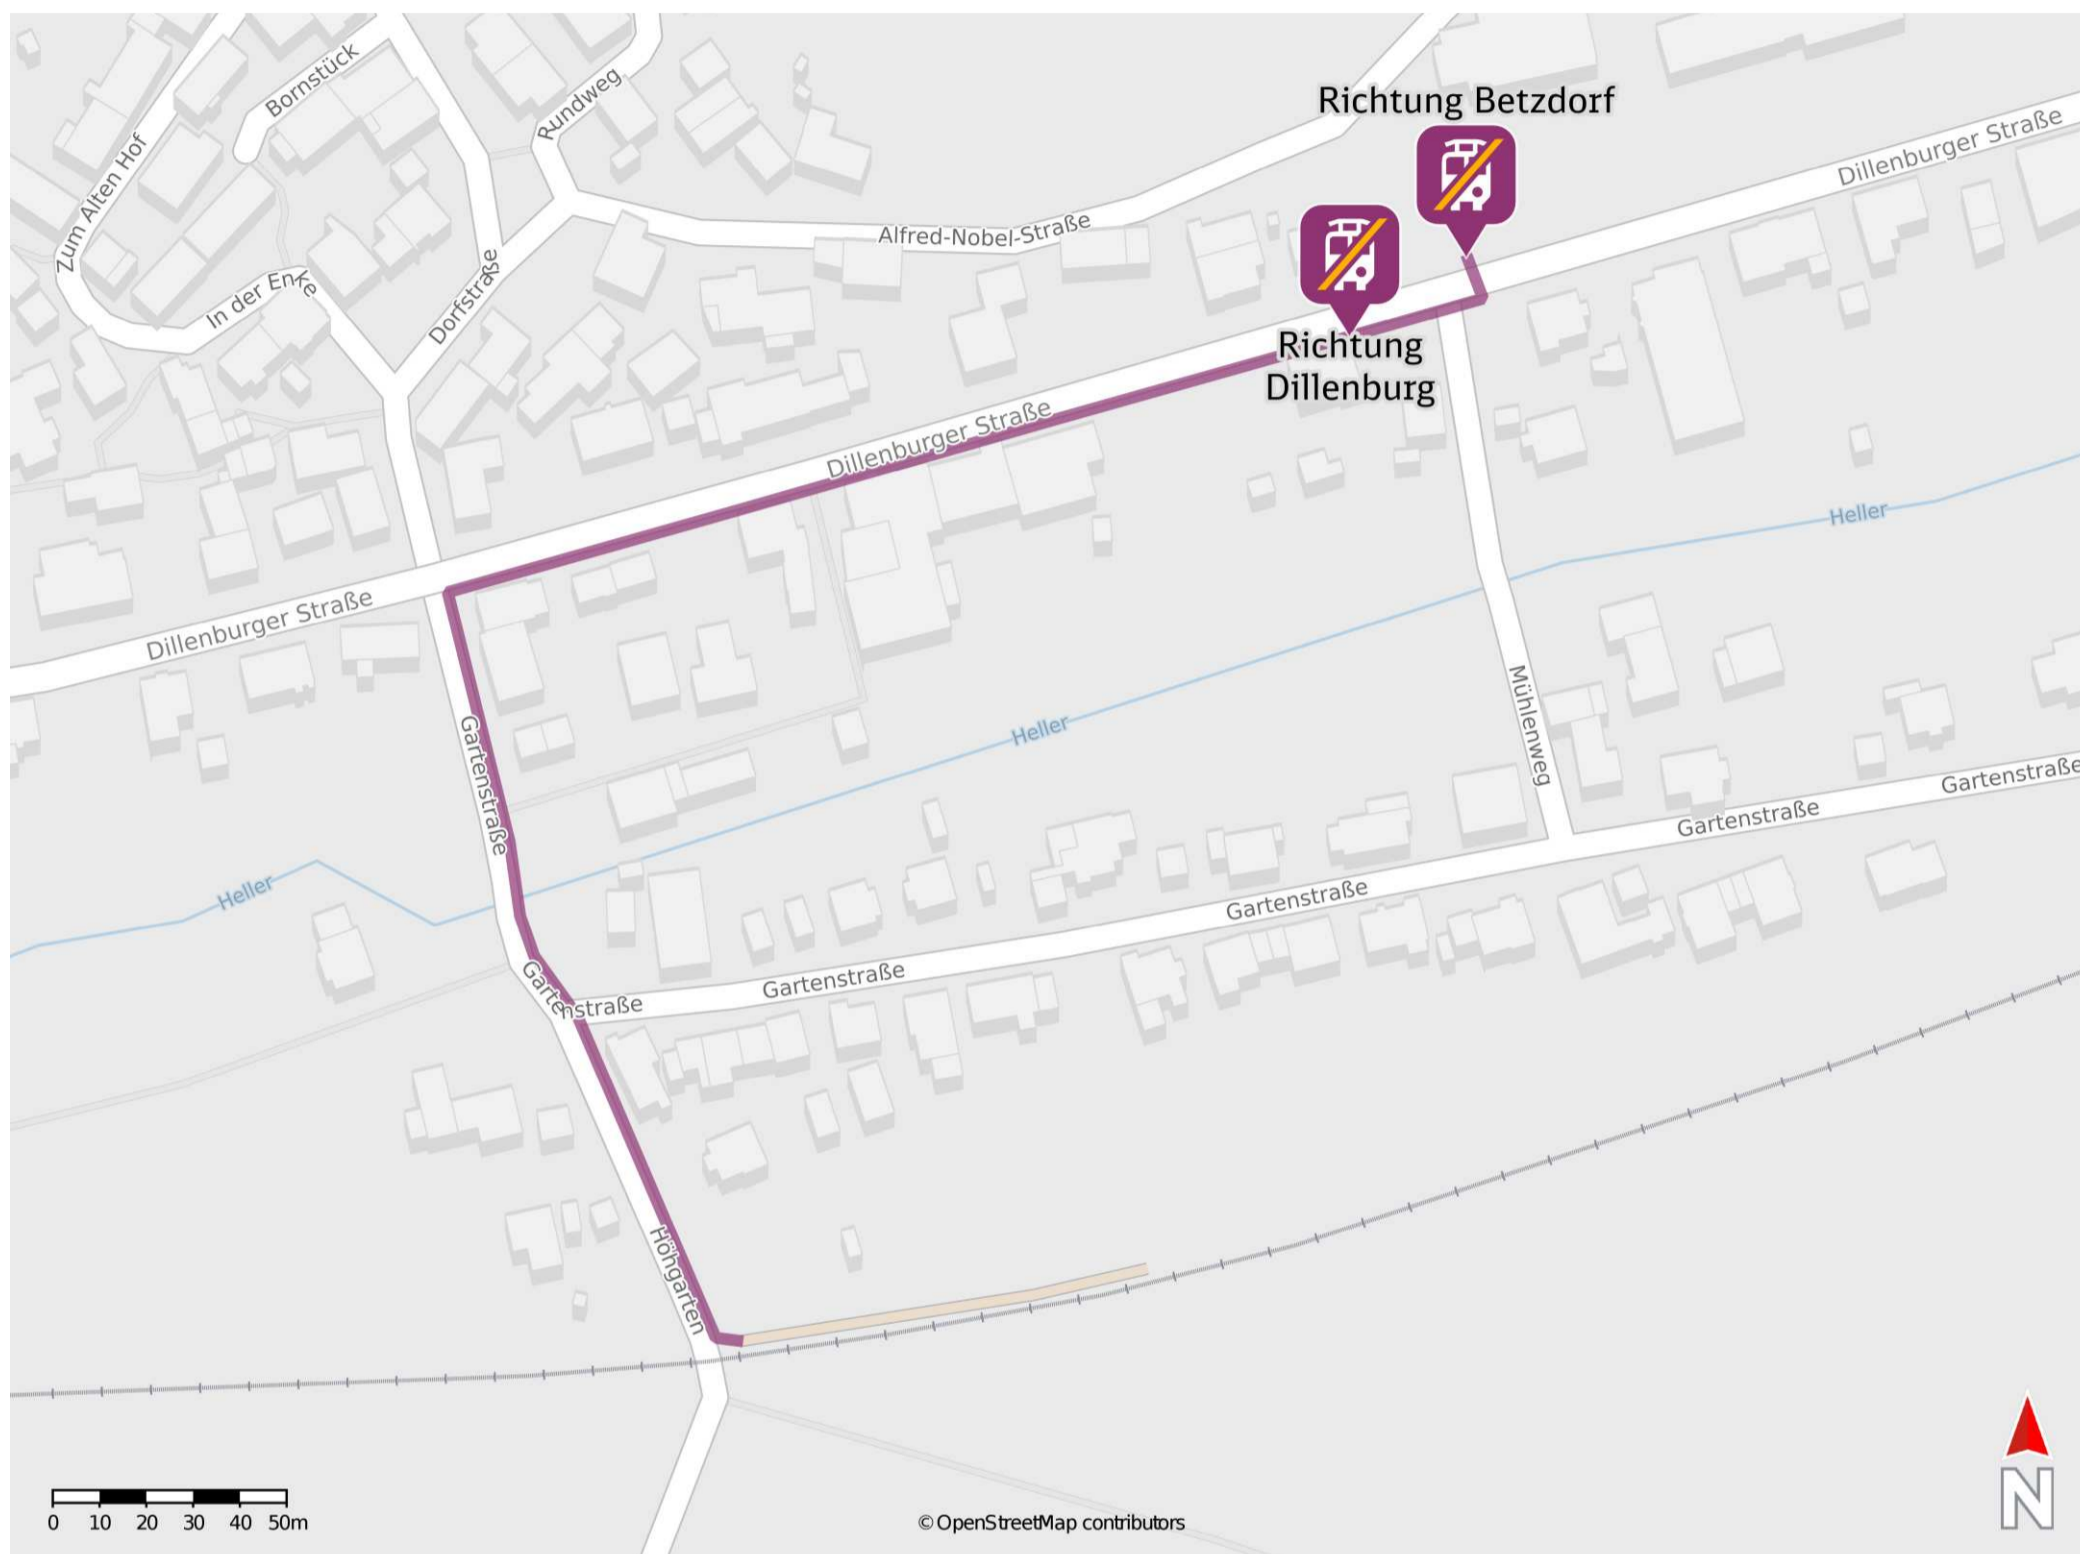 Bornstück
Rundweg
Richtung Betzdorf
Dillenburger Straße
Zum Alten Hof
Alfred-Nobel-Straße
In der Enke
Dorfstraße
Richtung
Dillenburg
Dillenburger Straße
Heller
Dillenburger Straße
Gartenstraße
Heller
Mühlenweg
Gartenstraße
Gartenstraße
Heller
Gartenstraße
Gartenstraße
Gartenstraße
Höhgarten
0 10 20 30 40 50m
© OpenStreetMap contributors
N